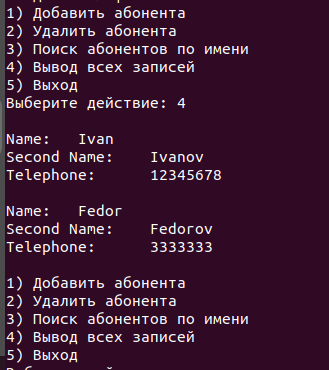 1) Добавить абонента
2) Удалить абонента
3) Поиск абонентов по имени
4) Вывод всех записей
5) Выход
Выберите действие: 4
Name: Ivan
Second Name: Ivanov
Telephone: 12345678
Name: Fedor
Second Name: Fedorov
Telephone: 3333333
1) Добавить абонента
2) Удалить абонента
3) Поиск абонентов по имени
4) Вывод всех записей
5) Выход